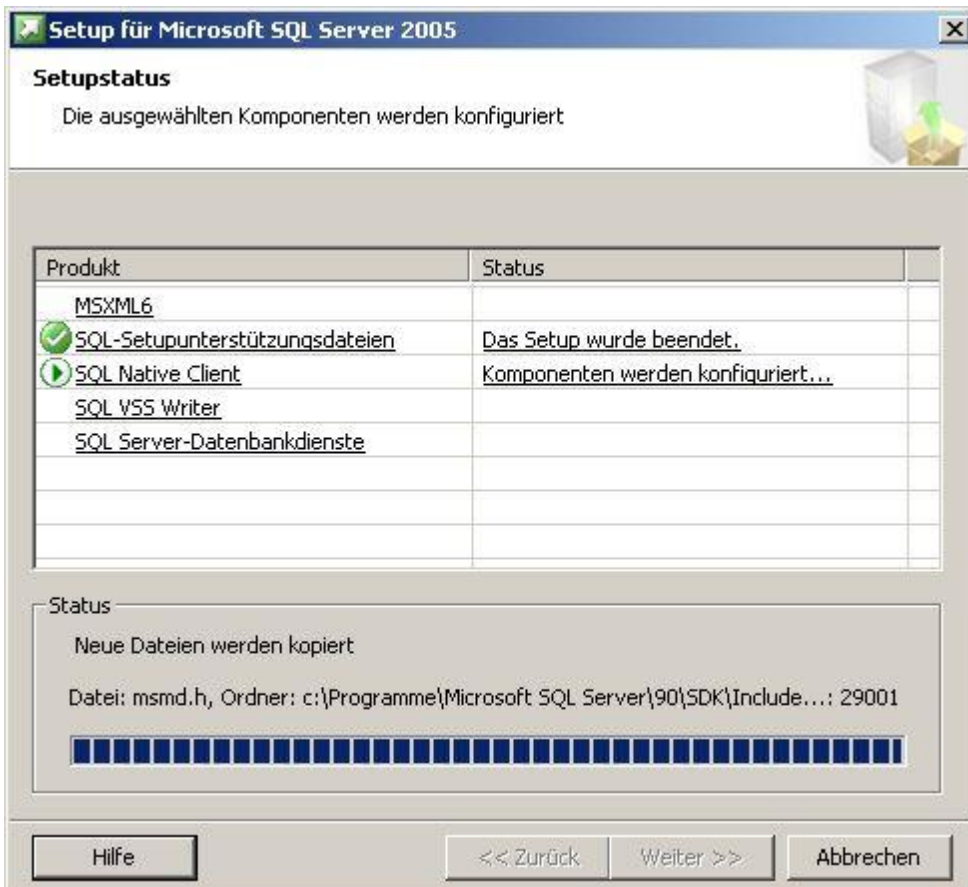 Setup für Microsoft SQL Server 2005
Setupstatus
Die ausgewählten Komponenten werden konfiguriert
Produkt Status
MSXML6
SQL-Setupunterstützungsdateien Das Setup wurde beendet.
SQL Native Client Komponenten werden konfiguriert...
SQL VSS Writer
SQL Server-Datenbankdienste
Status
Neue Dateien werden kopiert
Datei: msmd.h, Ordner: c:\Programme\Microsoft SQL Server\90\SDK\Include...: 29001
Hilfe << Zurück Weiter >> Abbrechen